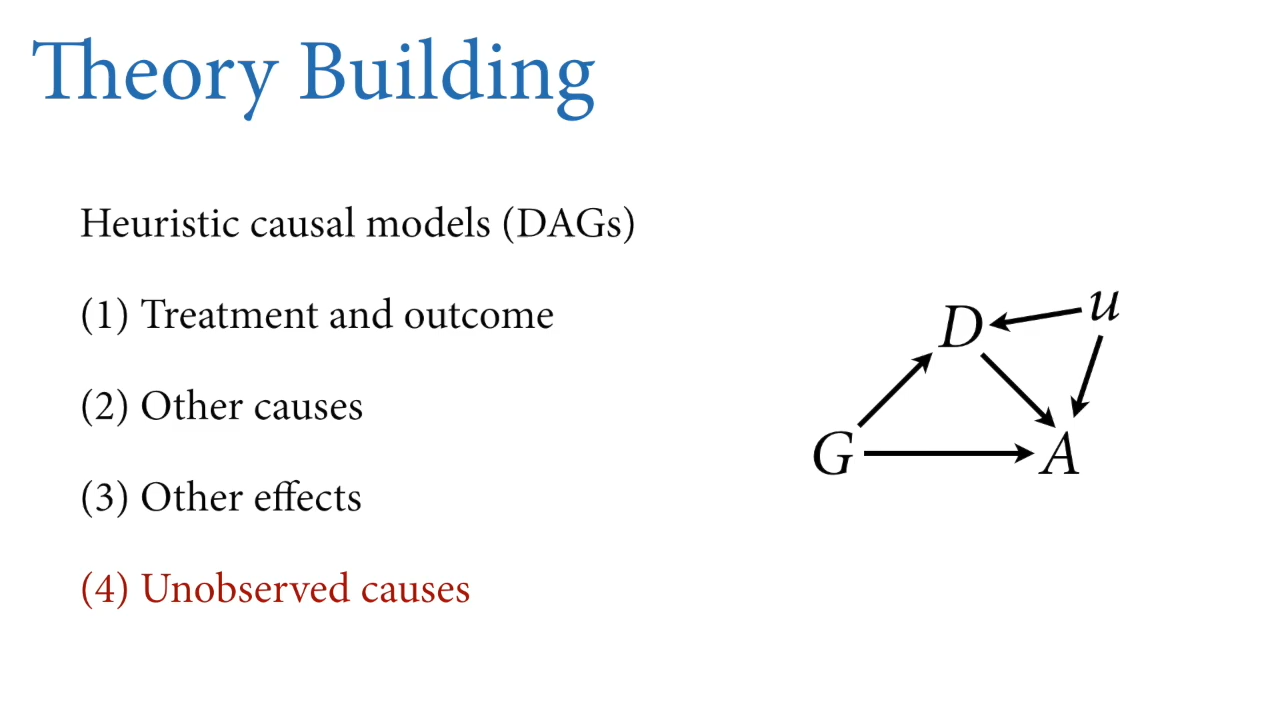 Theory Building
Heuristic causal models (DAGs)
(1) Treatment and outcome
(2) Other causes
(3) Other effects
(4) Unobserved causes
D
u
G
A